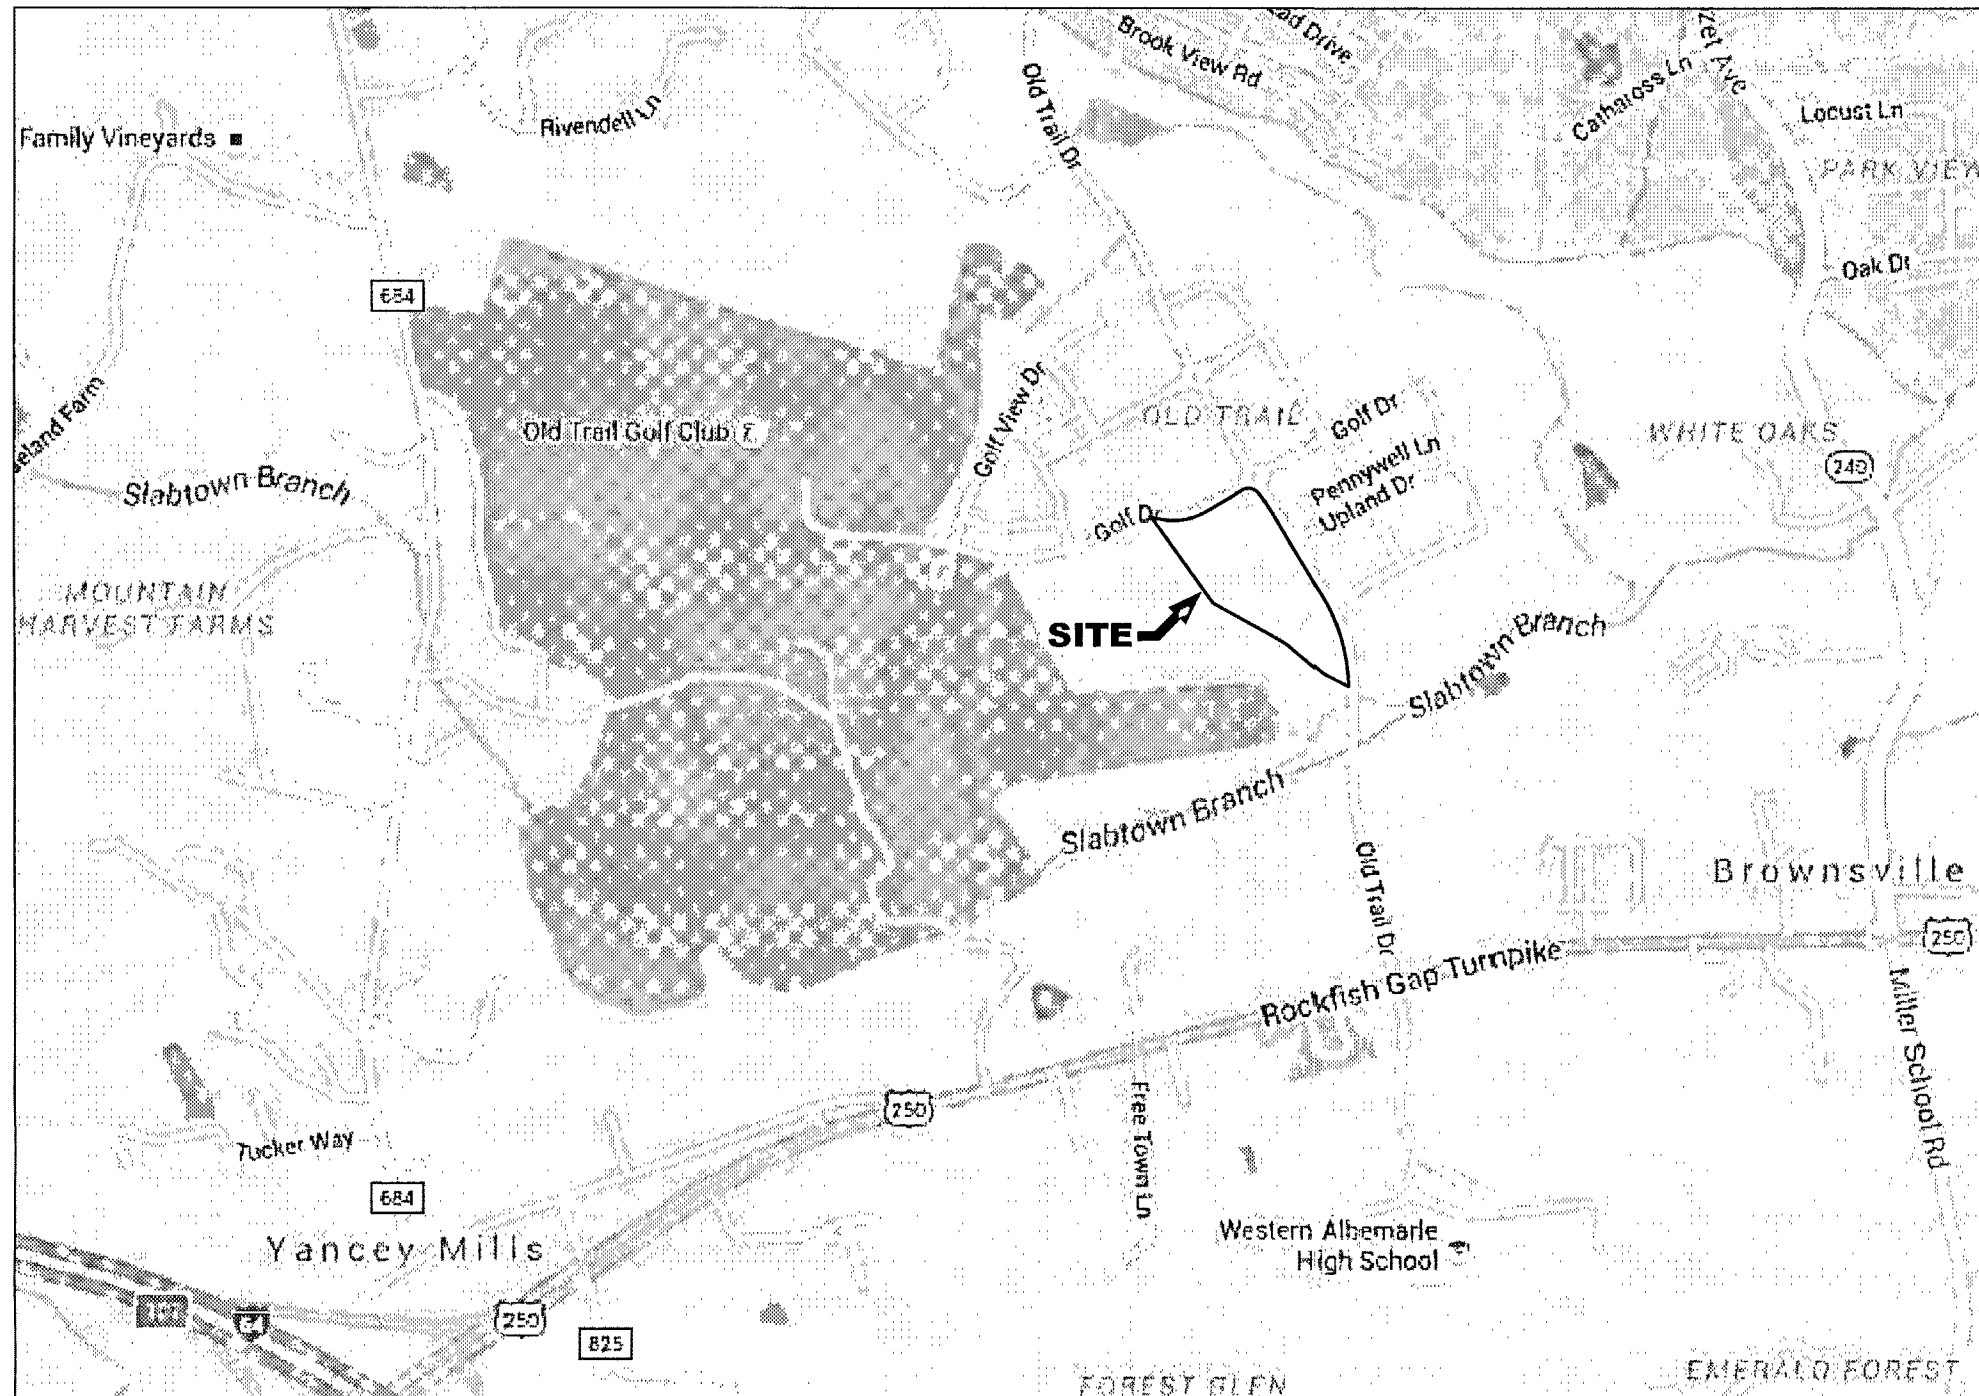 Brook View Rd
Old Trail Dr
Cathaross Ln
Locust Ln
PARK VIEW
Rivendell Ln
Family Vineyards
Oak Dr
684
Golf View Dr
OLD TRAIL
Golf Dr
Pennywell Ln
Upland Dr
WHITE OAKS
240
Old Trail Golf Club
Slabtown Branch
Golf Dr
MOUNTAIN
HARVEST FARMS
SITE
Slabtown Branch
Slabtown Branch
Old Trail Dr
Brownsville
250
Rockfish Gap Turnpike
Miller School Rd
250
Free Town Ln
Tucker Way
684
Yancey Mills
Western Albemarle
High School
250
825
FOREST GLEN
EMERALD FOREST